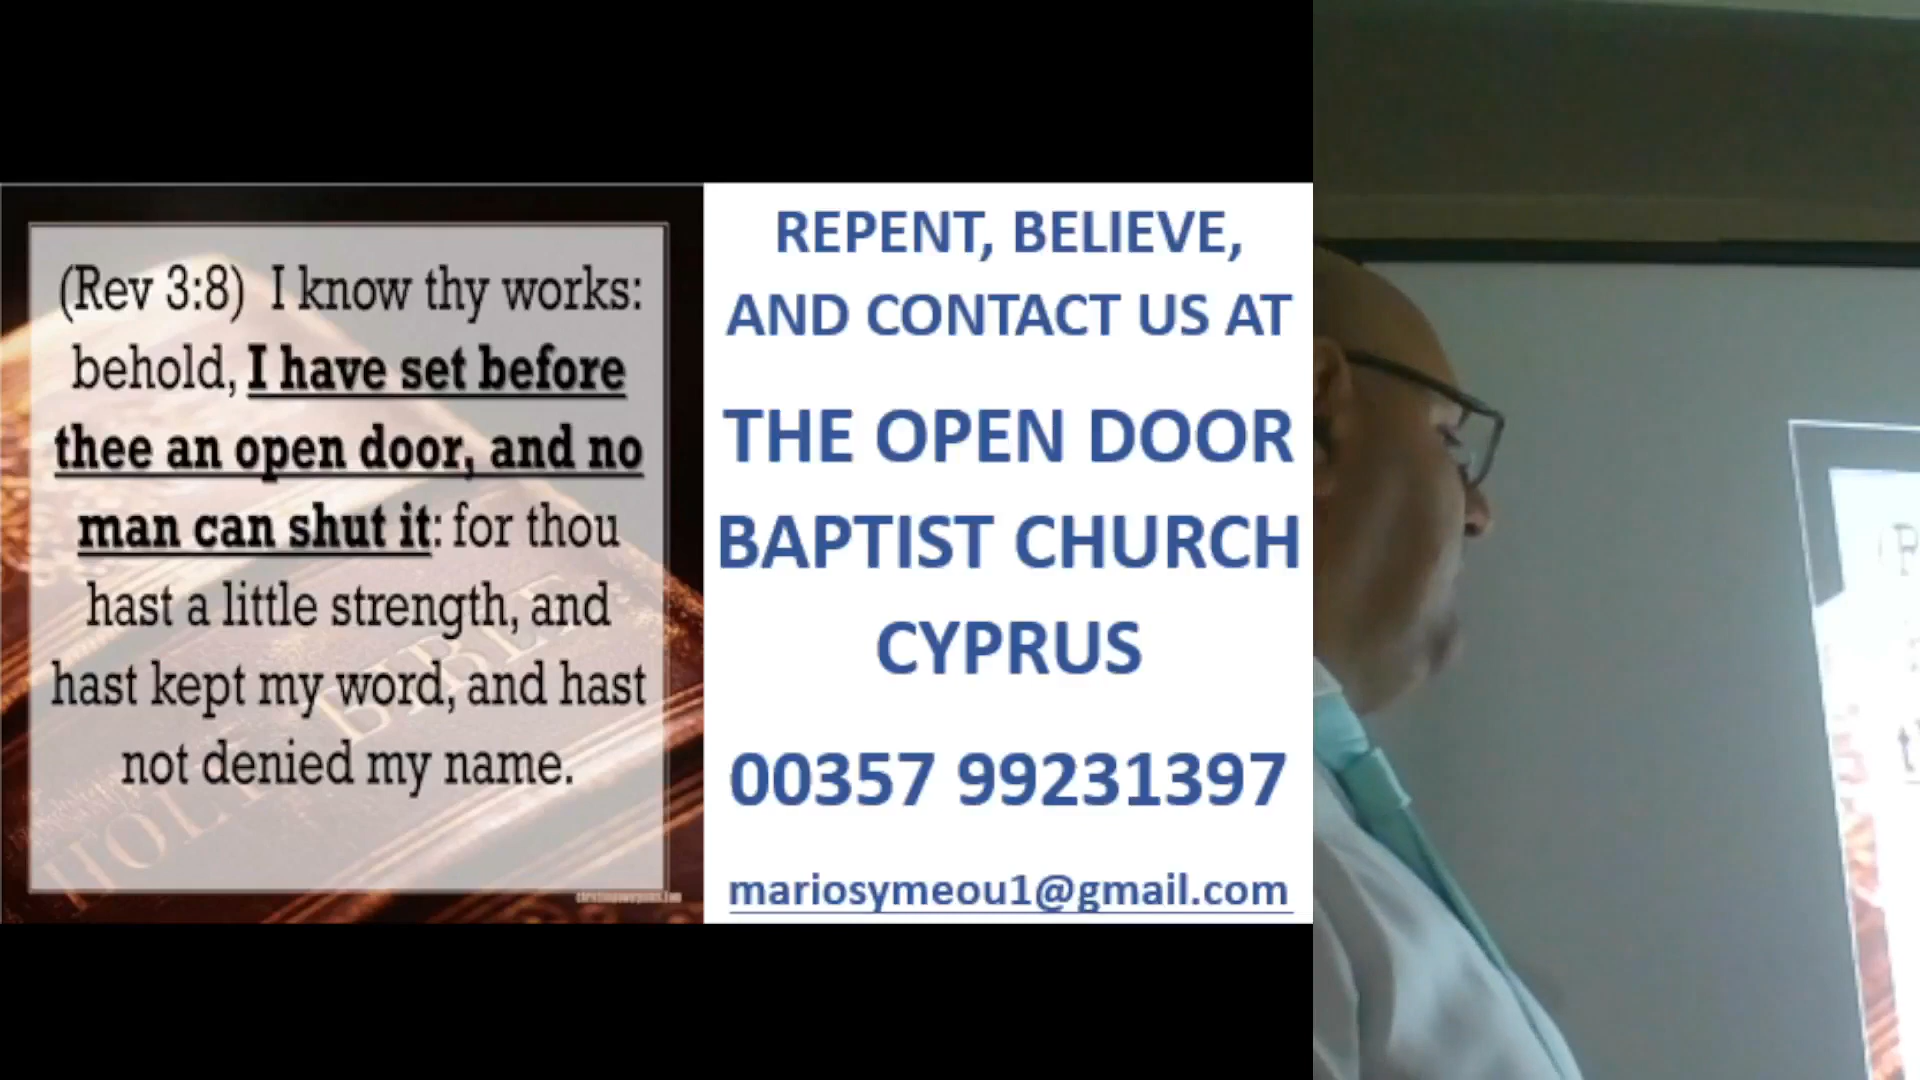 (Rev 3:8) I know thy works:
behold, I have set before
thee an open door, and no
man can shut it: for thou
hast a little strength, and
hast kept my word, and hast
not denied my name.
HOLY BIBLE
REPENT, BELIEVE,
AND CONTACT US AT
THE OPEN DOOR
BAPTIST CHURCH
CYPRUS
00357 99231397
mariosymeou1@gmail.com